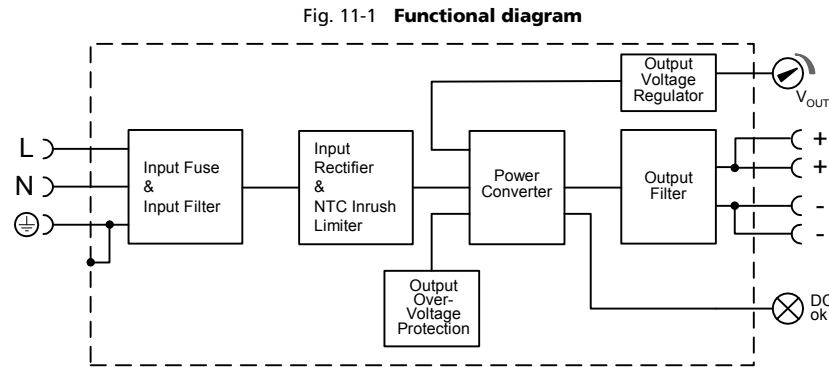 Fig. 11-1 Functional diagram
Output
Voltage
Regulator
VOUT
L
N
Input Fuse
&
Input Filter
Input
Rectifier
&
NTC Inrush
Limiter
Power
Converter
Output
Filter
+
+
-
-
Output
Over-
Voltage
Protection
DC
ok